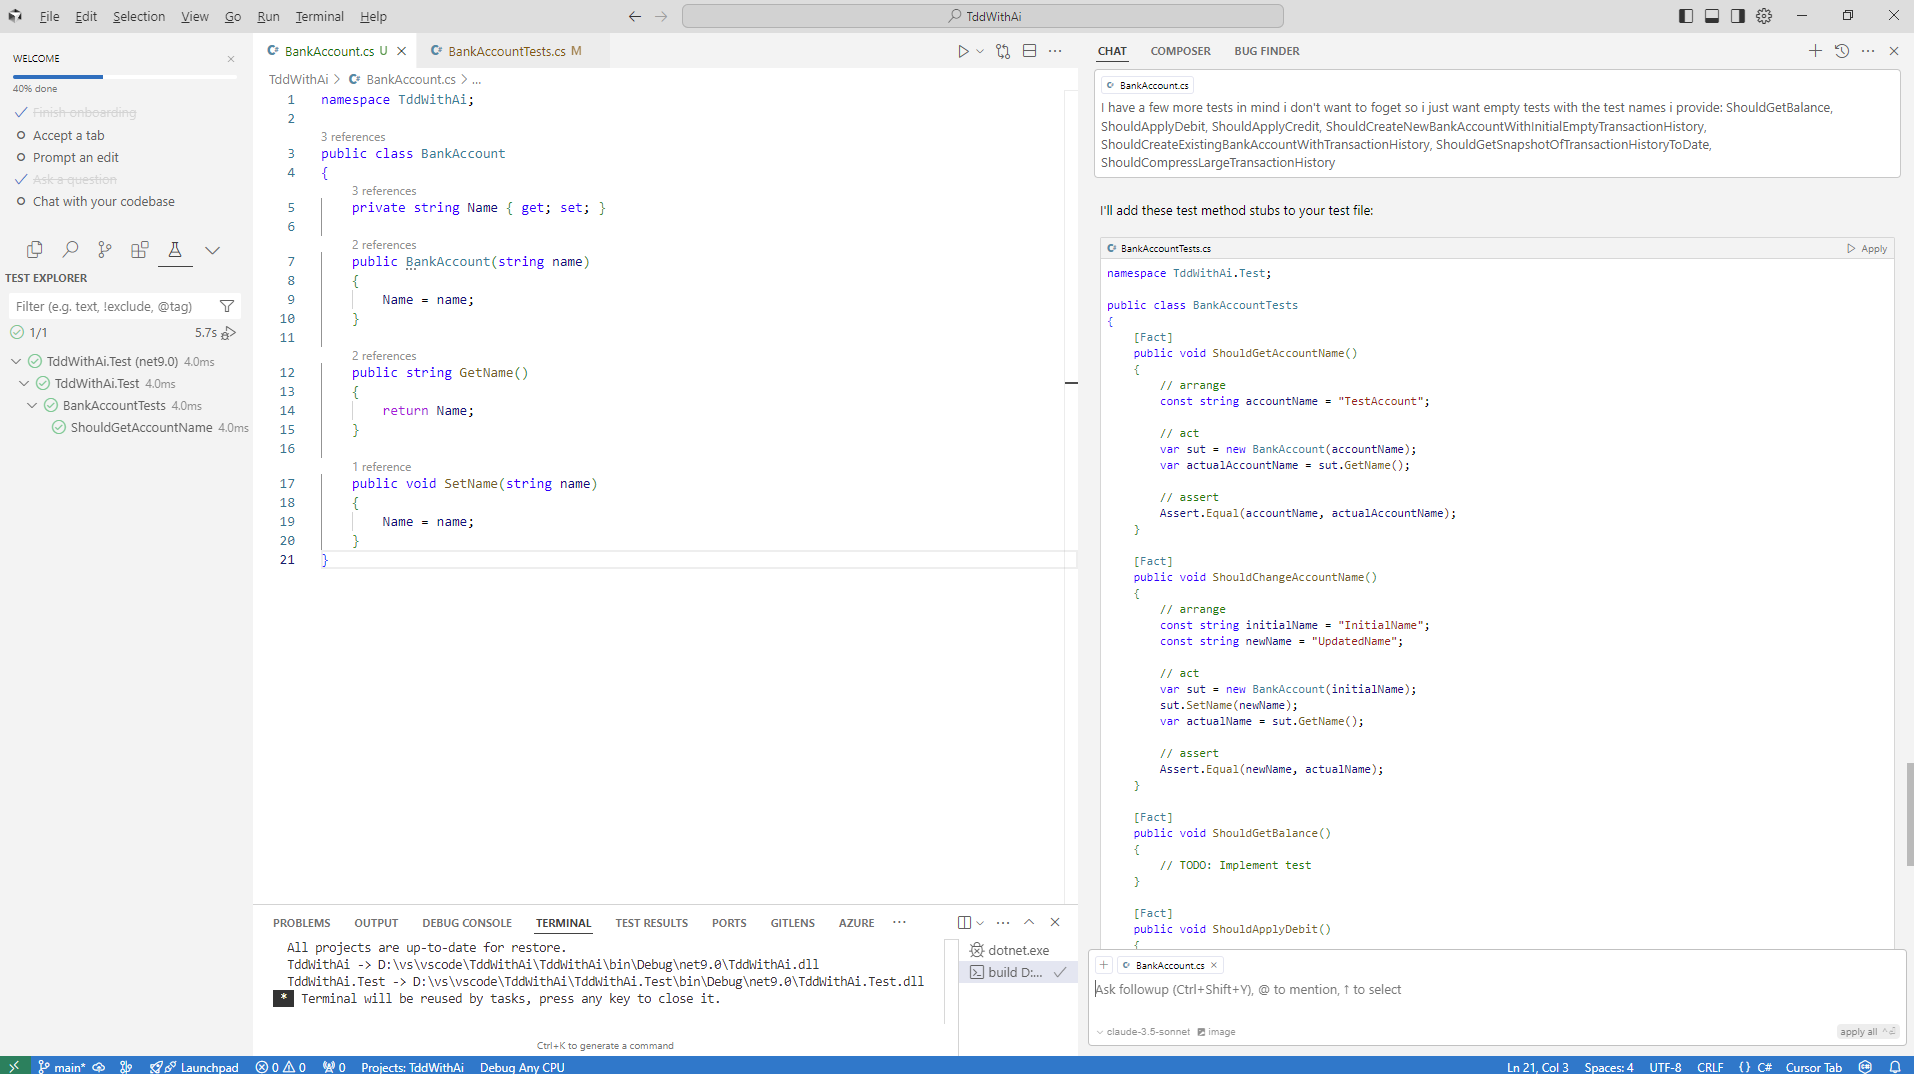 File Edit Selection View Go Run Terminal Help
TddWithAi
WELCOME
40% done
Finish onboarding
Accept a tab
Prompt an edit
Ask a question
Chat with your codebase
TEST EXPLORER
Filter (e.g. text, !exclude, @tag)
1/1 5.7s
TddWithAi.Test (net9.0) 4.0ms
TddWithAi.Test 4.0ms
BankAccountTests 4.0ms
ShouldGetAccountName 4.0ms
BankAccount.cs U
BankAccountTests.cs M
TddWithAi > BankAccount.cs > ...
1 namespace TddWithAi;
2
3 references
3 public class BankAccount
4 {
3 references
5 private string Name { get; set; }
6
2 references
7 public BankAccount(string name)
8 {
9 Name = name;
10 }
11
2 references
12 public string GetName()
13 {
14 return Name;
15 }
16
1 reference
17 public void SetName(string name)
18 {
19 Name = name;
20 }
21 }
PROBLEMS OUTPUT DEBUG CONSOLE TERMINAL TEST RESULTS PORTS GITLENS AZURE
All projects are up-to-date for restore.
TddWithAi -> D:\vs\vscode\TddWithAi\TddWithAi\bin\Debug\net9.0\TddWithAi.dll
TddWithAi.Test -> D:\vs\vscode\TddWithAi\TddWithAi.Test\bin\Debug\net9.0\TddWithAi.Test.dll
* Terminal will be reused by tasks, press any key to close it.
Ctrl+K to generate a command
dotnet.exe
build D:...
CHAT COMPOSER BUG FINDER
BankAccount.cs
I have a few more tests in mind i don't want to foget so i just want empty tests with the test names i provide: ShouldGetBalance,
ShouldApplyDebit, ShouldApplyCredit, ShouldCreateNewBankAccountWithInitialEmptyTransactionHistory,
ShouldCreateExistingBankAccountWithTransactionHistory, ShouldGetSnapshotOfTransactionHistoryToDate,
ShouldCompressLargeTransactionHistory
I'll add these test method stubs to your test file:
BankAccountTests.cs Apply
namespace TddWithAi.Test;
public class BankAccountTests
{
[Fact]
public void ShouldGetAccountName()
{
// arrange
const string accountName = "TestAccount";
// act
var sut = new BankAccount(accountName);
var actualAccountName = sut.GetName();
// assert
Assert.Equal(accountName, actualAccountName);
}
[Fact]
public void ShouldChangeAccountName()
{
// arrange
const string initialName = "InitialName";
const string newName = "UpdatedName";
// act
var sut = new BankAccount(initialName);
sut.SetName(newName);
var actualName = sut.GetName();
// assert
Assert.Equal(newName, actualName);
}
[Fact]
public void ShouldGetBalance()
{
// TODO: Implement test
}
[Fact]
public void ShouldApplyDebit()
{
BankAccount.cs
Ask followup (Ctrl+Shift+Y), @ to mention, ↑ to select
claude-3.5-sonnet image apply all
main* Launchpad 0 0 0 Projects: TddWithAi Debug Any CPU Ln 21, Col 3 Spaces: 4 UTF-8 CRLF {} C# Cursor Tab